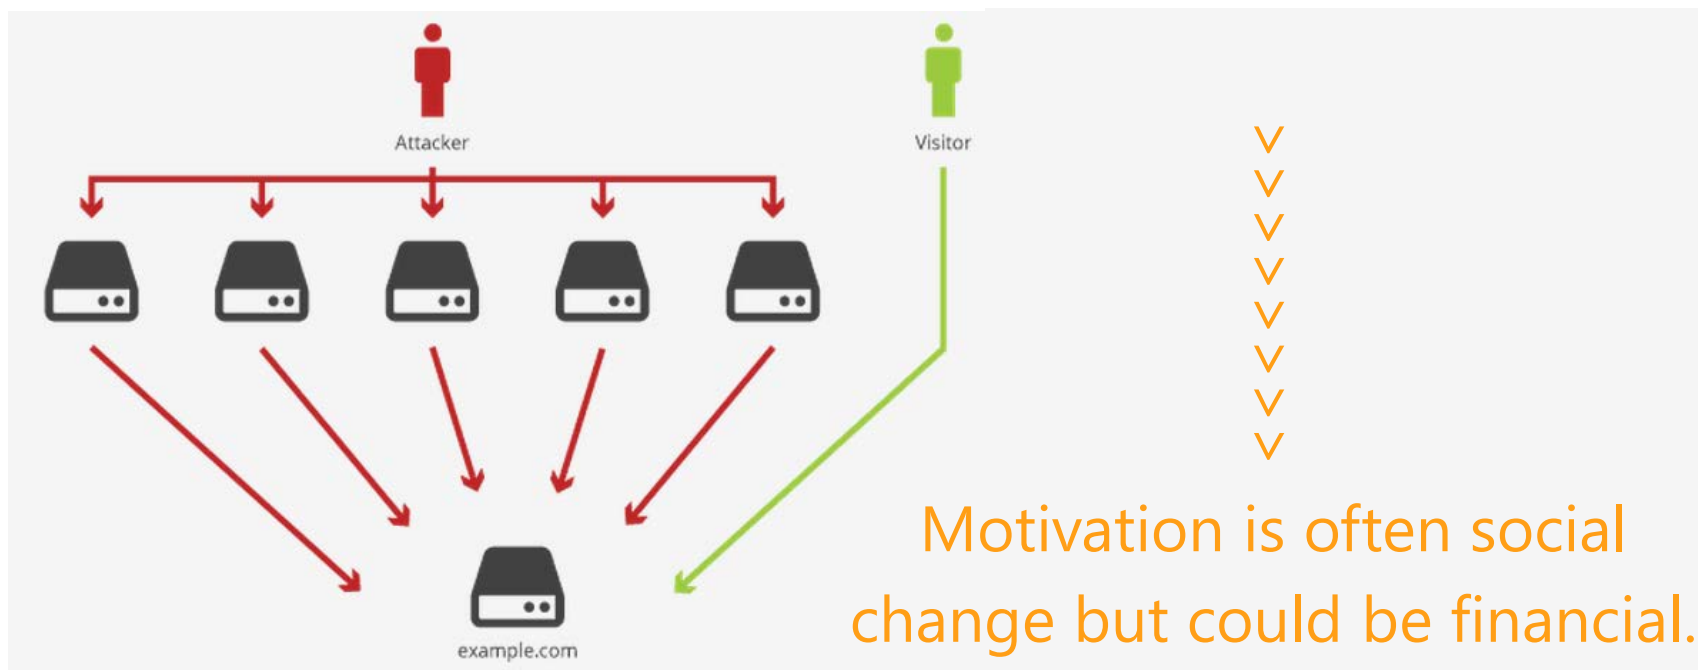 Attacker
Visitor
example.com
>
>
>
>
>
>
>
>
Motivation is often social
change but could be financial.